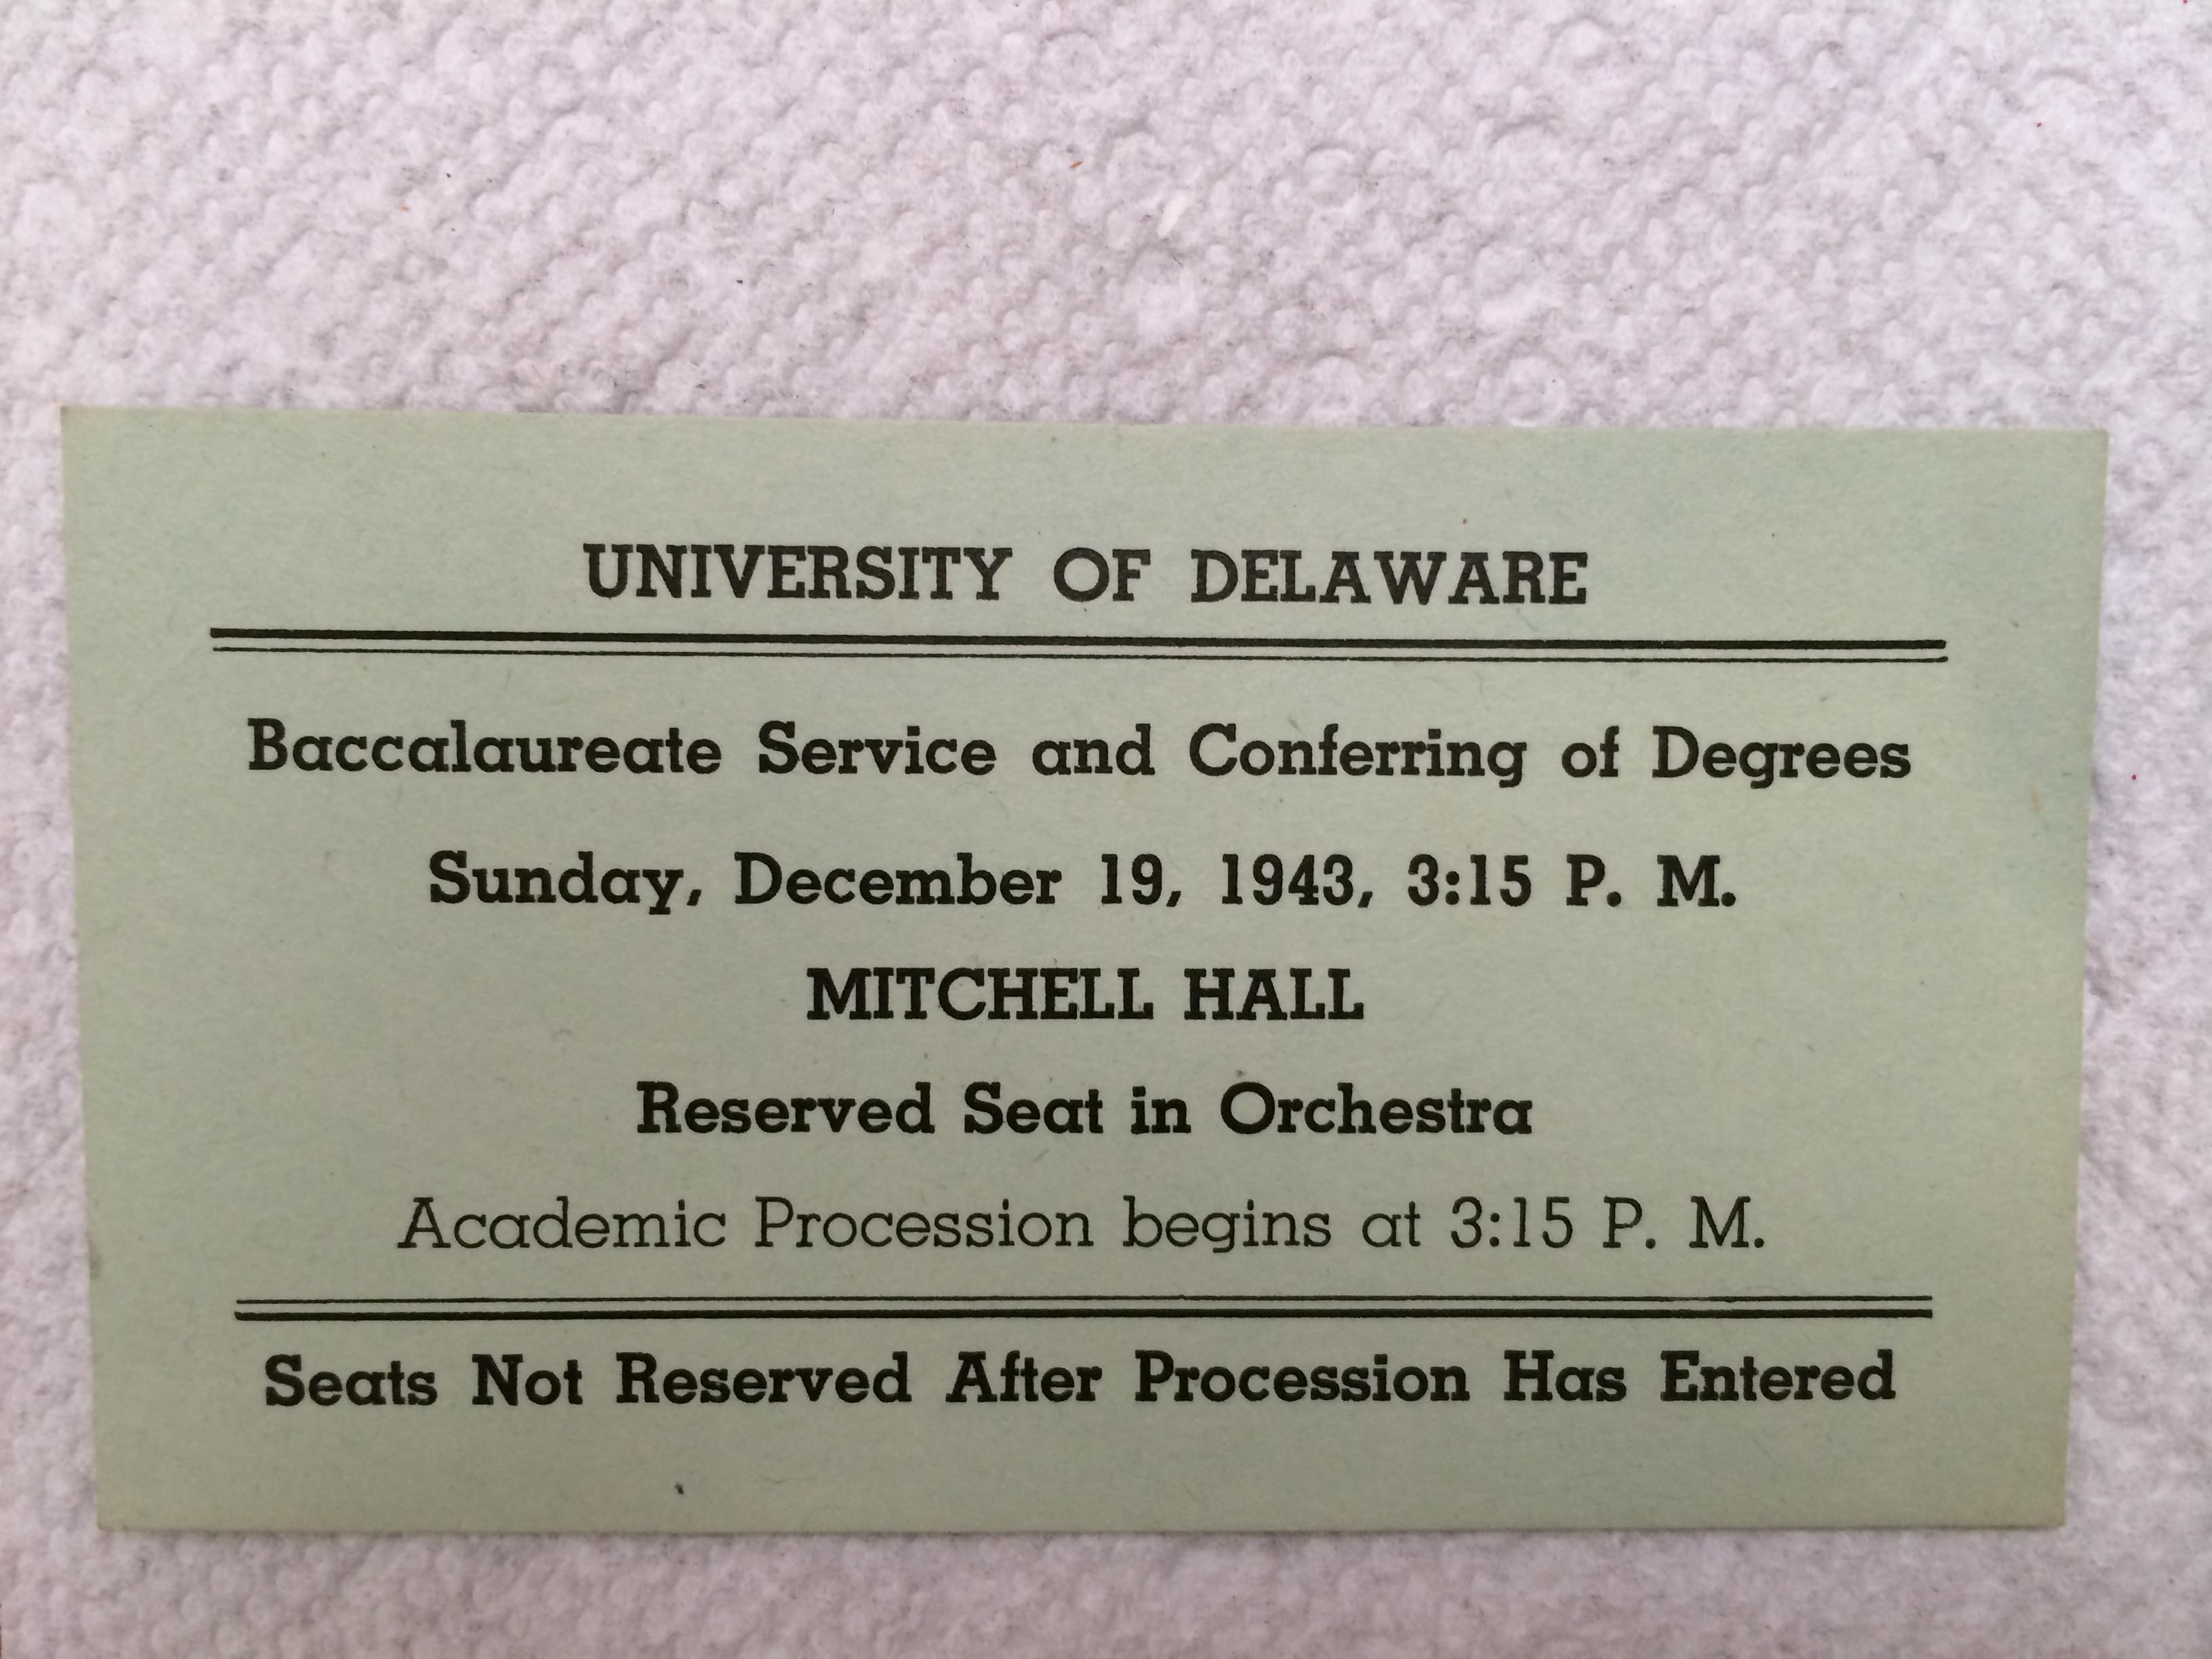 UNIVERSITY OF DELAWARE
Baccalaureate Service and Conferring of Degrees
Sunday, December 19, 1943, 3:15 P. M.
MITCHELL HALL
Reserved Seat in Orchestra
Academic Procession begins at 3:15 P. M.
Seats Not Reserved After Procession Has Entered